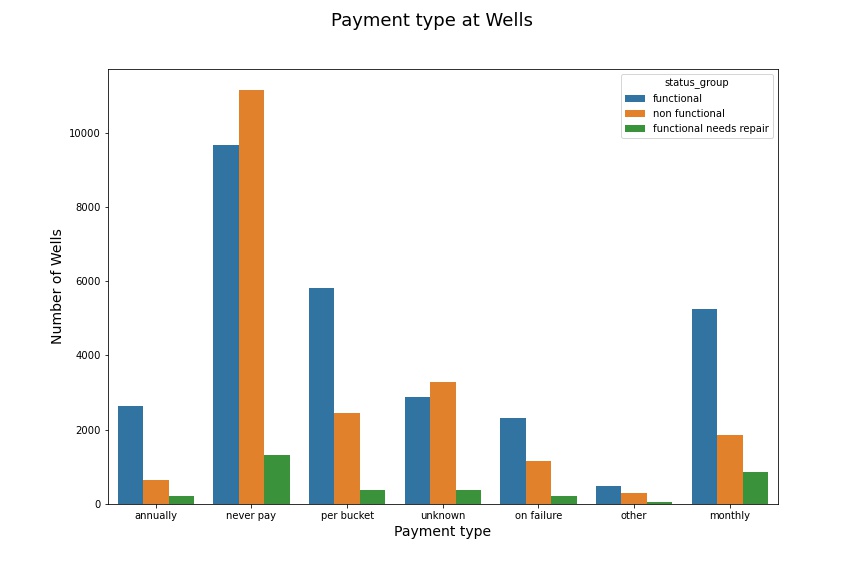 Payment type at Wells
status_group
functional
non functional
functional needs repair
10000
8000
6000
4000
2000
0
Number of Wells
annually never pay per bucket unknown on failure other monthly
Payment type